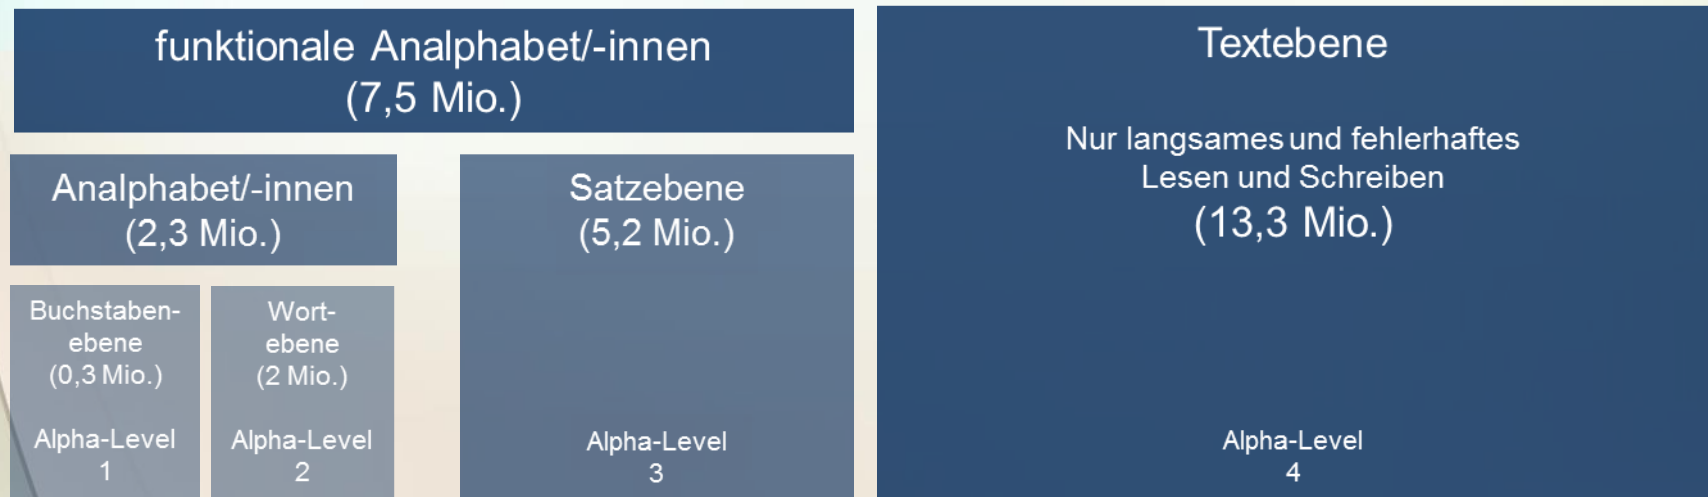 funktionale Analphabet/-innen
(7,5 Mio.)
Analphabet/-innen
(2,3 Mio.)
Buchstaben-
ebene
(0,3 Mio.)
Alpha-Level
1
Wort-
ebene
(2 Mio.)
Alpha-Level
2
Satzebene
(5,2 Mio.)
Alpha-Level
3
Textebene
Nur langsames und fehlerhaftes
Lesen und Schreiben
(13,3 Mio.)
Alpha-Level
4